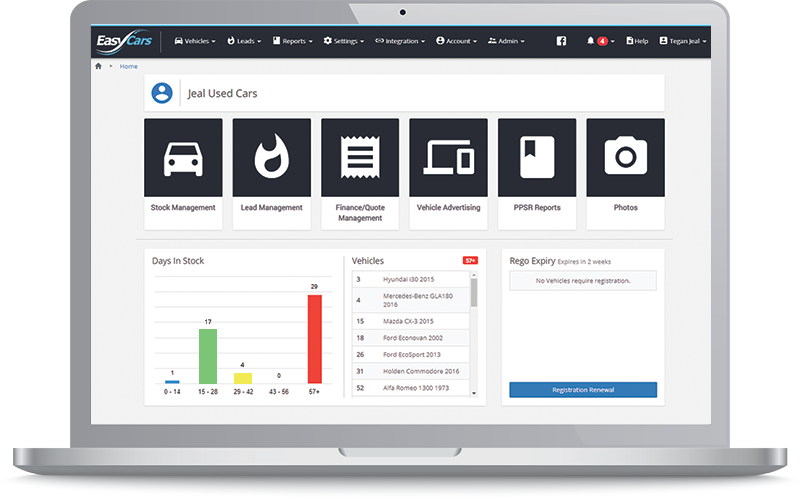 EasyCars
Vehicles Leads Reports Settings Integration Account Admin 4 Help Tegan Jeal
Home
Jeal Used Cars
Stock Management
Lead Management
Finance/Quote
Management
Vehicle Advertising
PPSR Reports
Photos
Days In Stock
29
17
4
1
0
0 - 14 15 - 28 29 - 42 43 - 56 57+
Vehicles 57+
3 Hyundai i30 2015
4 Mercedes-Benz GLA180
2016
15 Mazda CX-3 2015
18 Ford Econovan 2002
26 Ford EcoSport 2013
31 Holden Commodore 2016
52 Alfa Romeo 1300 1973
Rego Expiry Expires in 2 weeks
No Vehicles require registration.
Registration Renewal